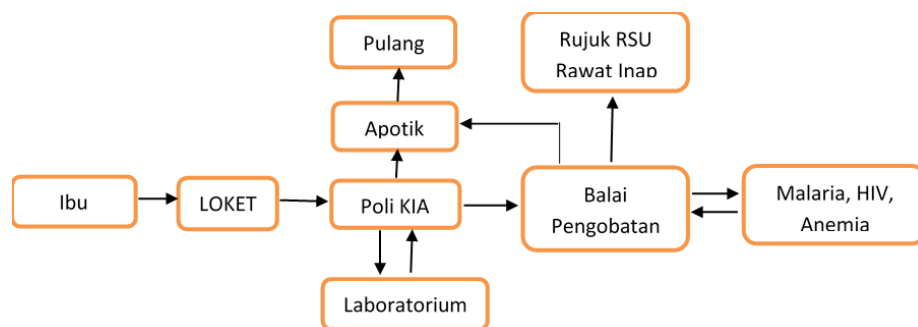 Pulang
Rujuk RSU
Rawat Inap
Apotik
Ibu
LOKET
Poli KIA
Balai
Pengobatan
Malaria, HIV,
Anemia
Laboratorium